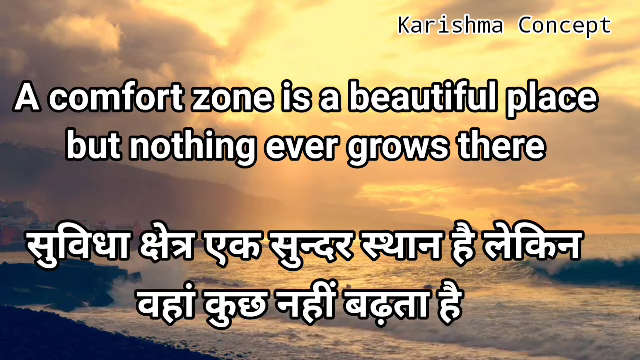 Karishma Concept
A comfort zone is a beautiful place
but nothing ever grows there
सुविधा क्षेत्र एक सुन्दर स्थान है लेकिन
वहां कुछ नहीं बढ़ता है